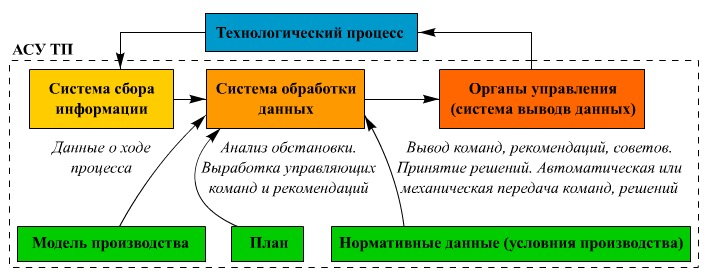 Технологический процесс
АСУ ТП
Система сбора
информации
Система обработки
данных
Органы управления
(система выводв данных)
Данные о ходе
процесса
Анализ обстановки.
Выработка управляющих
команд и рекомендаций
Вывод команд, рекомендаций, советов.
Принятие решений. Автоматическая или
механическая передача команд, решений
Модель производства
План
Нормативные данные (условния производства)